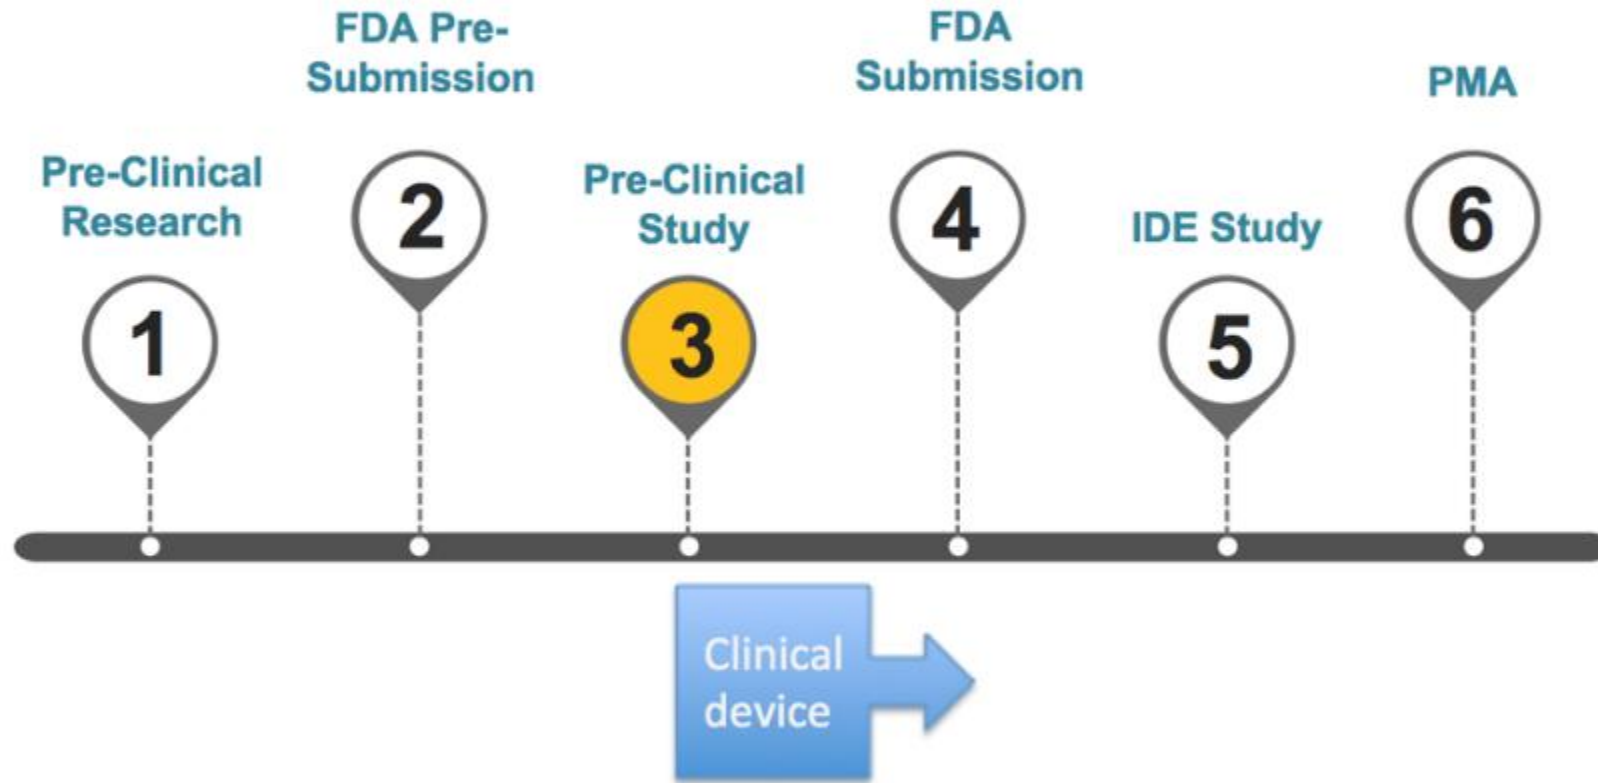 Pre-Clinical
Research
1
FDA Pre-
Submission
2
Pre-Clinical
Study
3
FDA
Submission
4
IDE Study
5
PMA
6
Clinical
device